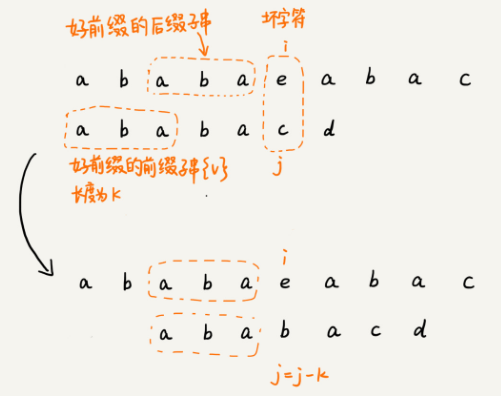 好前缀的后缀子串 坏字符
i
a b a b a e a b a c
a b a b a c d
好前缀的前缀子串{v} j
长度为k
i
a b a b a e a b a c
a b a b a c d
j=j-k